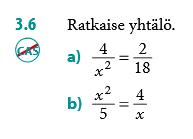 3.6 Ratkaise yhtälö.
CAS a) 4/x² = 2/18
b) x²/5 = 4/x